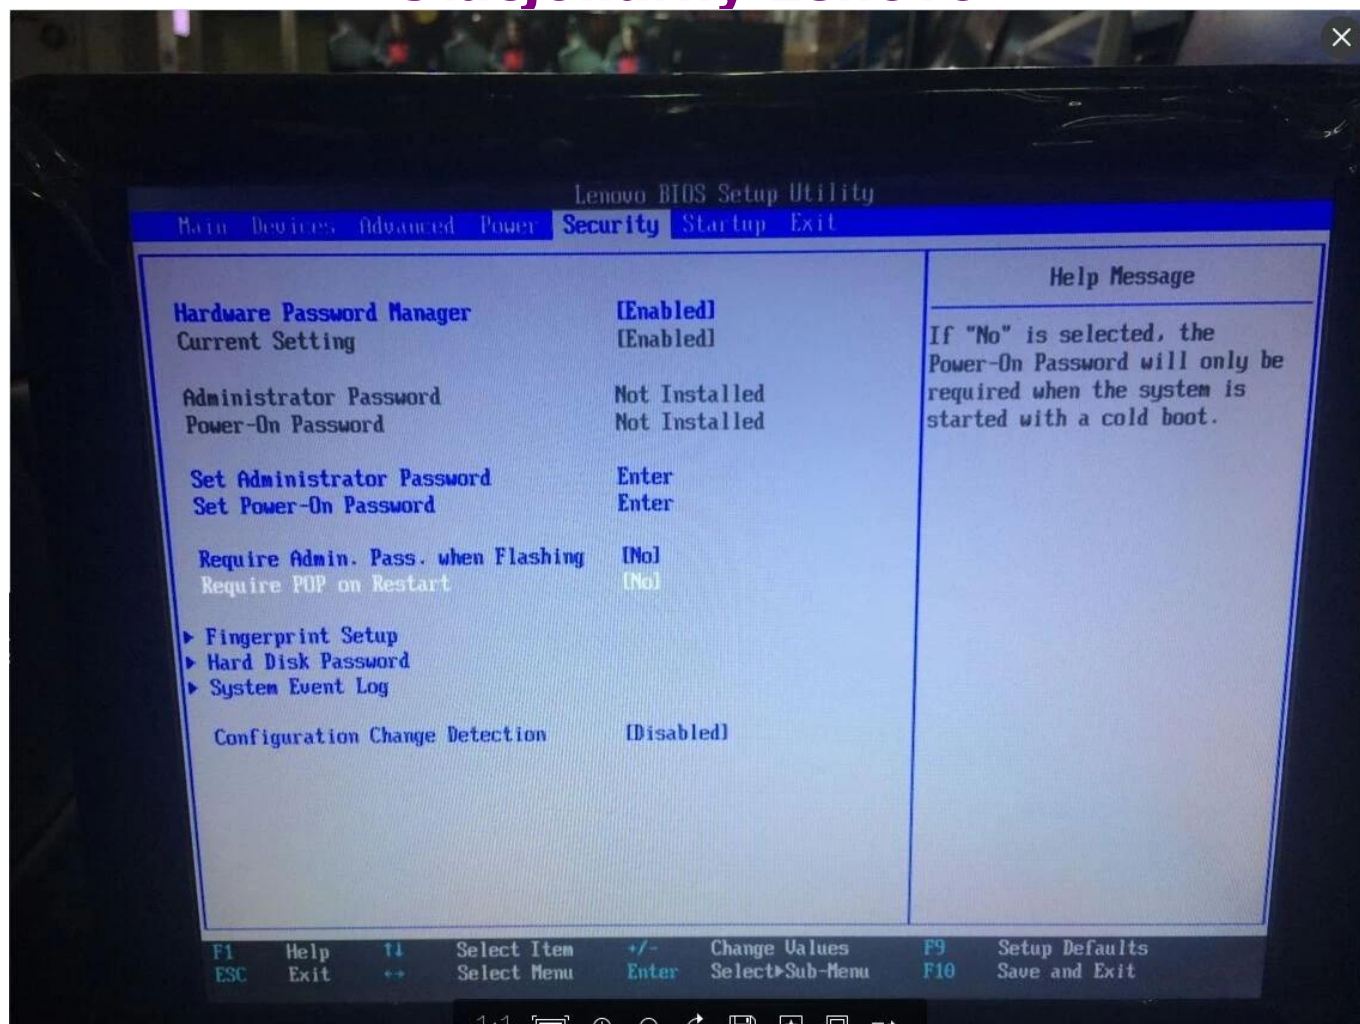 Lenovo BIOS Setup Utility
Main Devices Advanced Power Security Startup Exit
Hardware Password Manager [Enabled]
Current Setting [Enabled]
Administrator Password Not Installed
Power-On Password Not Installed
Set Administrator Password Enter
Set Power-On Password Enter
Require Admin. Pass. when Flashing [No]
Require POP on Restart [No]
Fingerprint Setup
Hard Disk Password
System Event Log
Configuration Change Detection [Disabled]
Help Message
If "No" is selected, the
Power-On Password will only be
required when the system is
started with a cold boot.
F1 Help ↑↓ Select Item +/- Change Values F9 Setup Defaults
ESC Exit ↔ Select Menu Enter Select▶Sub-Menu F10 Save and Exit